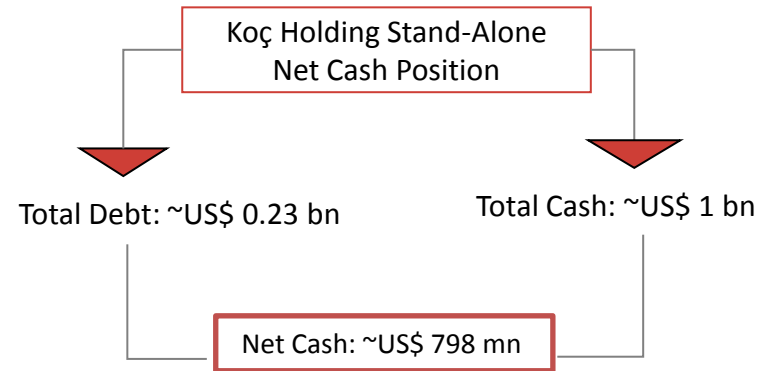 Koç Holding Stand-Alone
Net Cash Position
Total Debt: ~US$ 0.23 bn
Total Cash: ~US$ 1 bn
Net Cash: ~US$ 798 mn